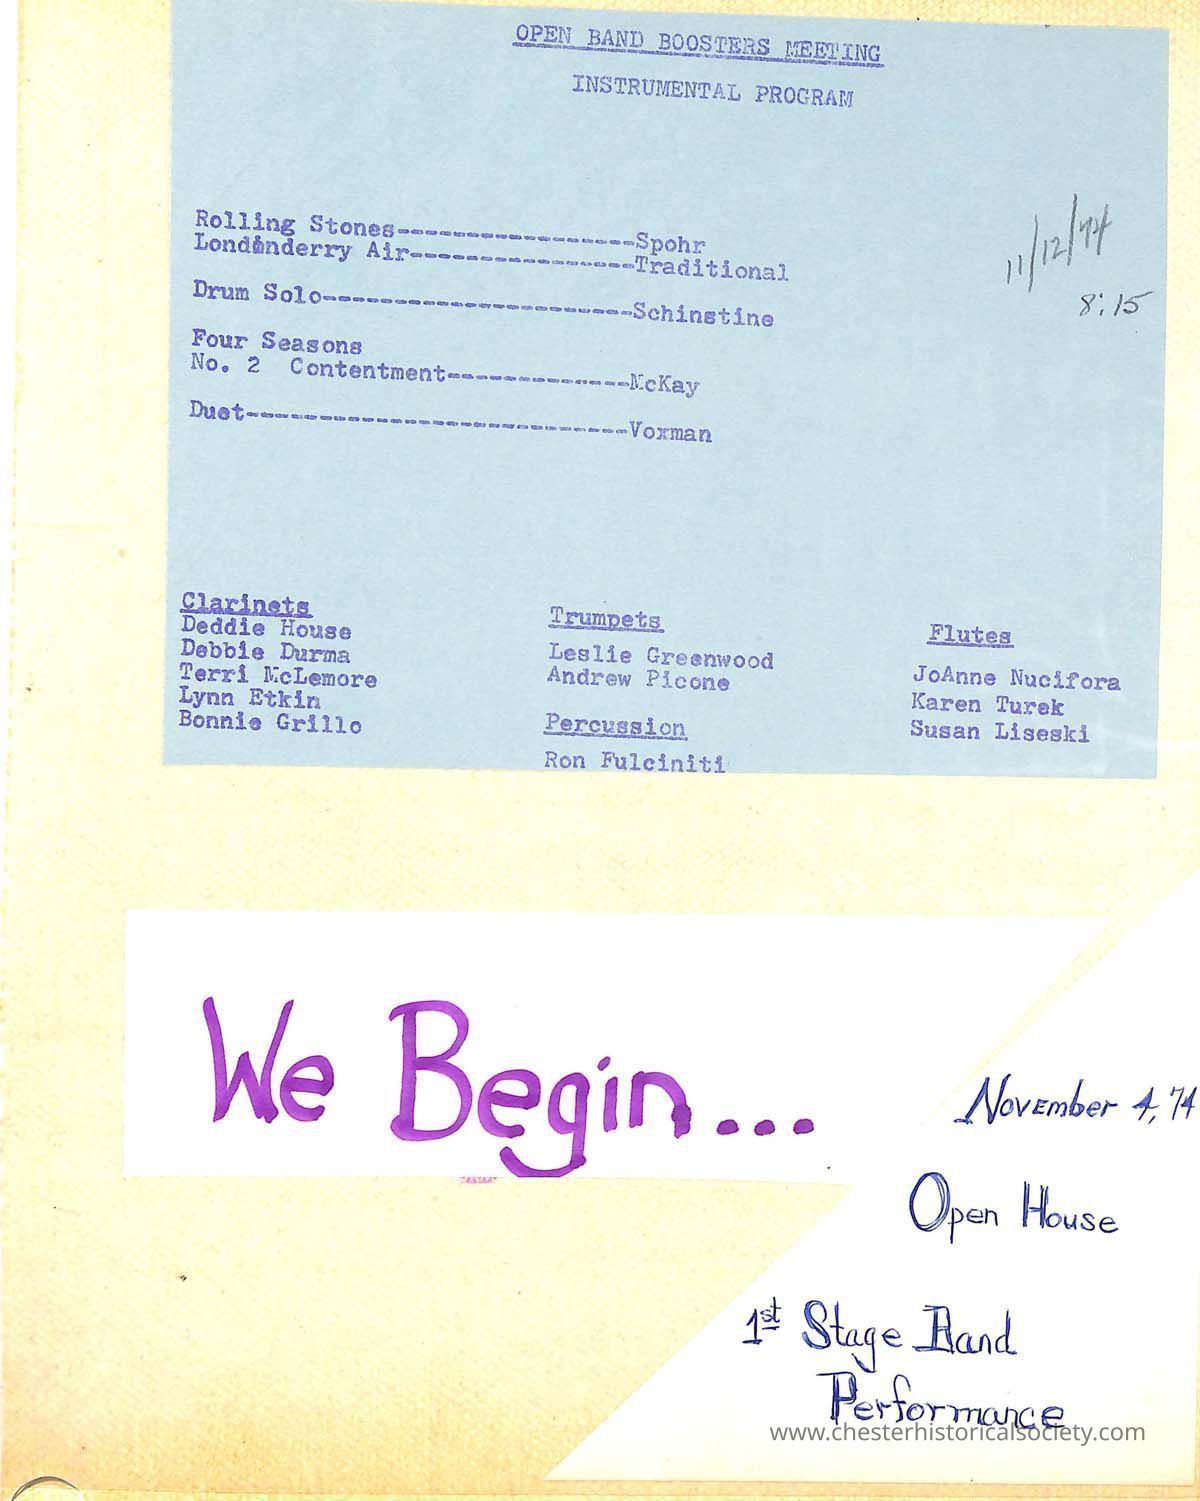 OPEN BAND BOOSTERS MEETING
INSTRUMENTAL PROGRAM
11/12/74
8:15
Rolling Stones-----------------Spohr
Londonderry Air----------------Traditional
Drum Solo----------------------Schinstine
Four Seasons
No. 2 Contentment-------------McKay
Duet---------------------------Voxman
Clarinets
Deddie House
Debbie Durma
Terri McLemore
Lynn Etkin
Bonnie Grillo
Trumpets
Leslie Greenwood
Andrew Picone
Percussion
Ron Fulciniti
Flutes
JoAnne Nucifora
Karen Turek
Susan Liseski
We Begin...
November 4, 74
Open House
1st Stage Band
Performance
www.chesterhistoricalsociety.com